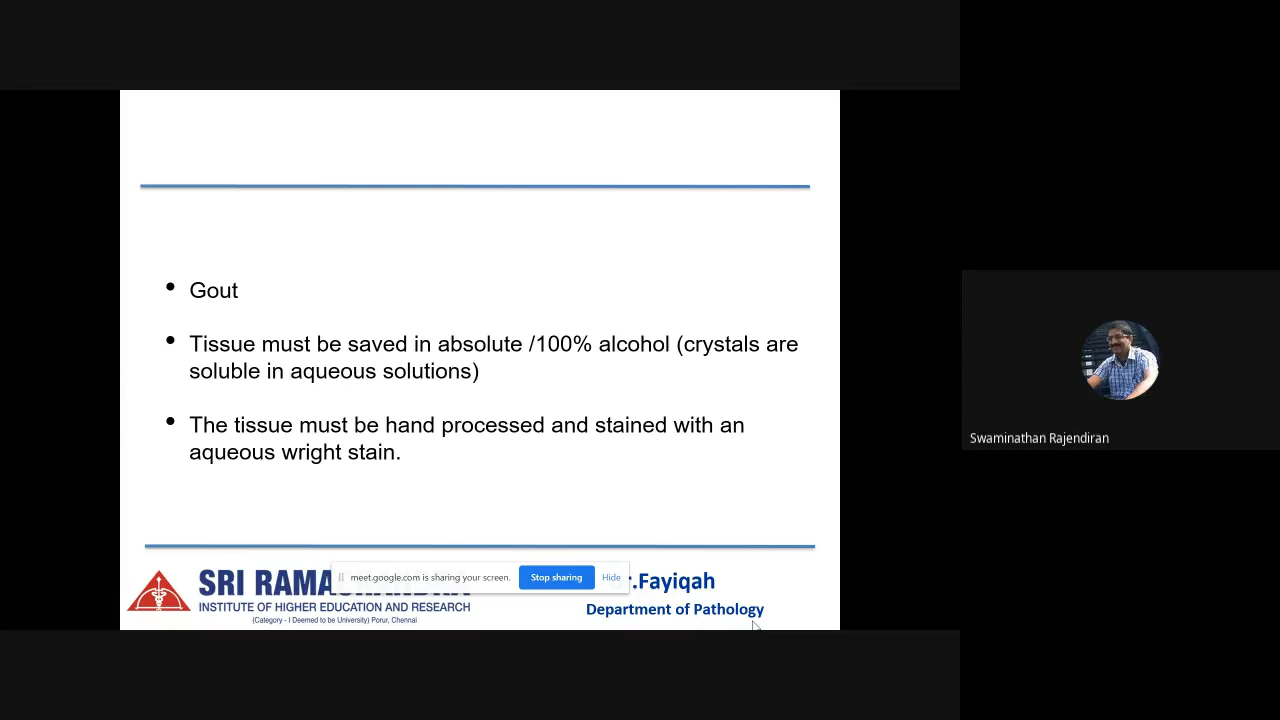 Gout
Tissue must be saved in absolute /100% alcohol (crystals are
soluble in aqueous solutions)
The tissue must be hand processed and stained with an
aqueous wright stain.
SRI
INSTITUTE OF HIGHER EDUCATION AND RESEARCH
(Category - I Deemed to be University) Porur, Chennai
meet.google.com is sharing your screen.
Stop sharing
Hide
.Fayiqah
Department of Pathology
Swaminathan Rajendiran